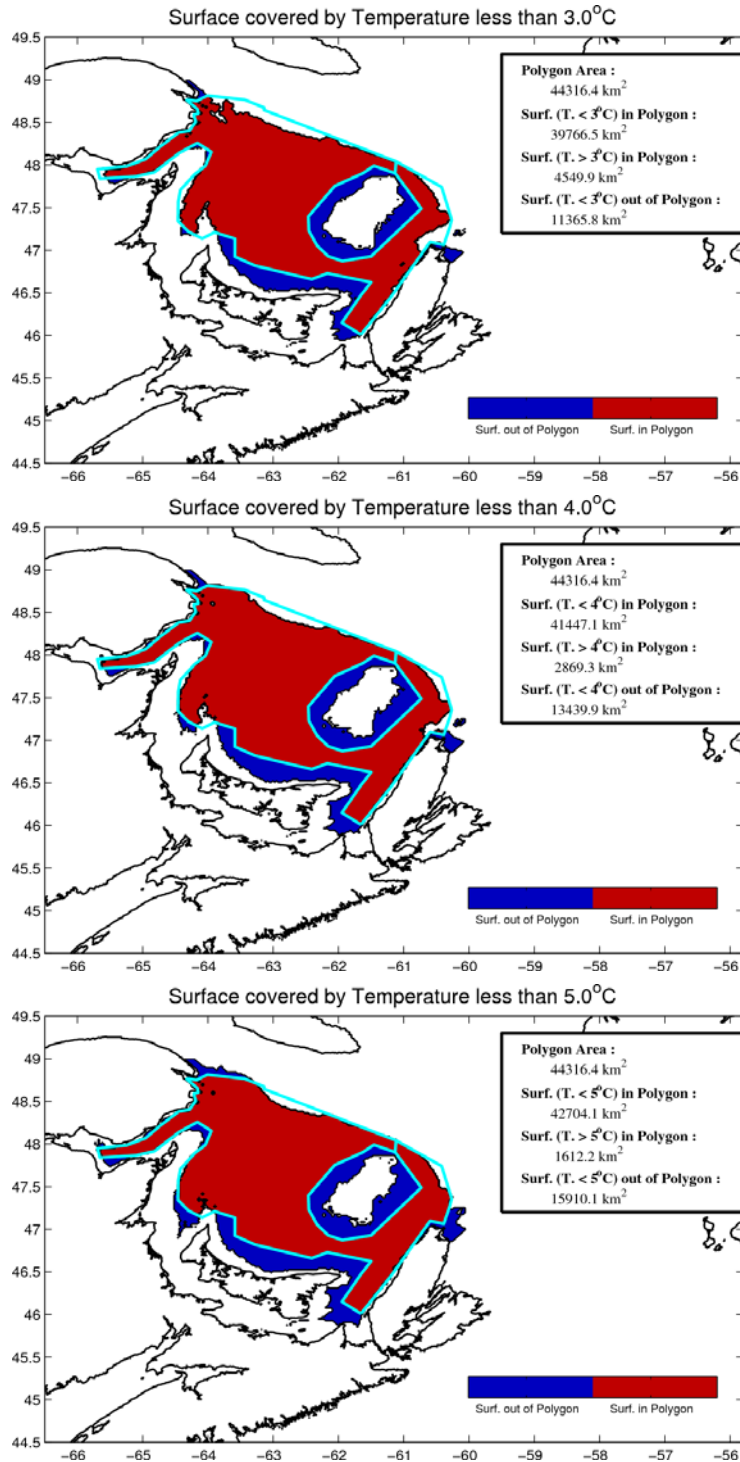 Surface covered by Temperature less than 3.0°C
49.5
49
48.5
48
47.5
47
46.5
46
45.5
45
44.5
Polygon Area :
44316.4 km²
Surf. (T. < 3°C) in Polygon :
39766.5 km²
Surf. (T. > 3°C) in Polygon :
4549.9 km²
Surf. (T. < 3°C) out of Polygon :
11365.8 km²
Surf. out of Polygon Surf. in Polygon
−66 −65 −64 −63 −62 −61 −60 −59 −58 −57 −56
Surface covered by Temperature less than 4.0°C
49.5
49
48.5
48
47.5
47
46.5
46
45.5
45
44.5
Polygon Area :
44316.4 km²
Surf. (T. < 4°C) in Polygon :
41447.1 km²
Surf. (T. > 4°C) in Polygon :
2869.3 km²
Surf. (T. < 4°C) out of Polygon :
13439.9 km²
Surf. out of Polygon Surf. in Polygon
−66 −65 −64 −63 −62 −61 −60 −59 −58 −57 −56
Surface covered by Temperature less than 5.0°C
49.5
49
48.5
48
47.5
47
46.5
46
45.5
45
44.5
Polygon Area :
44316.4 km²
Surf. (T. < 5°C) in Polygon :
42704.1 km²
Surf. (T. > 5°C) in Polygon :
1612.2 km²
Surf. (T. < 5°C) out of Polygon :
15910.1 km²
Surf. out of Polygon Surf. in Polygon
−66 −65 −64 −63 −62 −61 −60 −59 −58 −57 −56